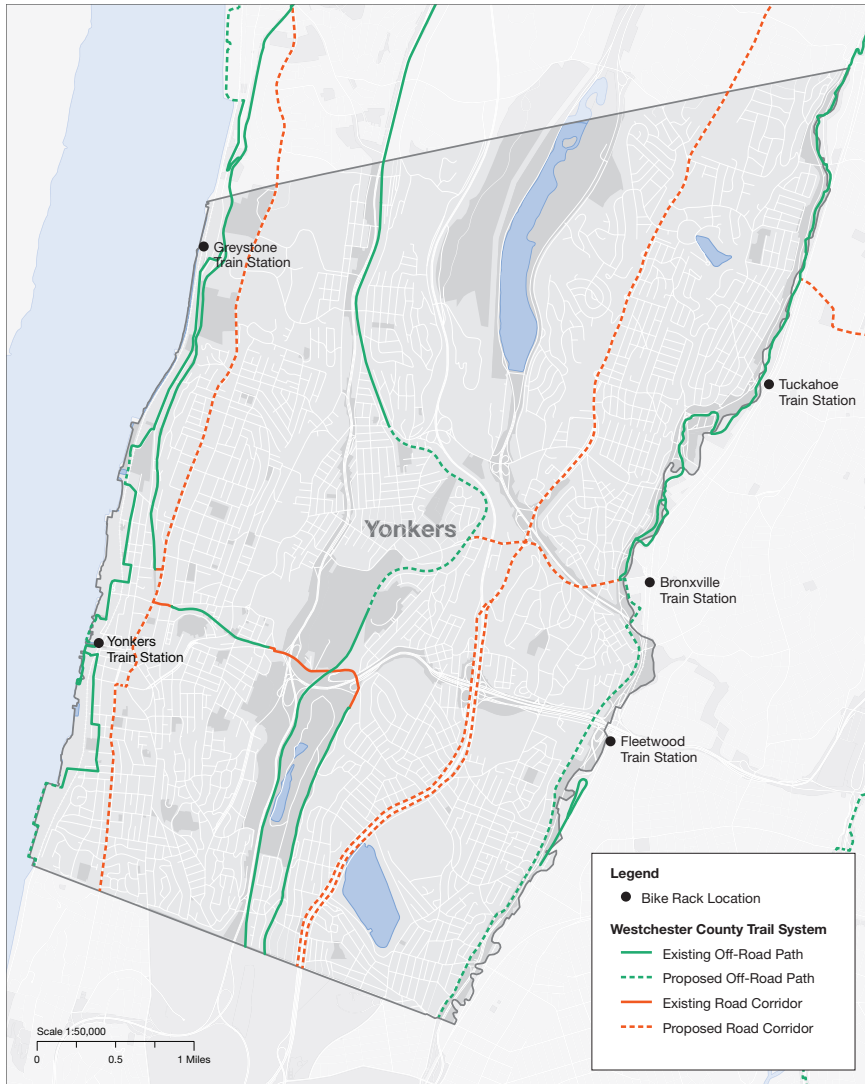 Greystone
Train Station
Tuckahoe
Train Station
Yonkers
Bronxville
Train Station
Yonkers
Train Station
Fleetwood
Train Station
Legend
Bike Rack Location
Westchester County Trail System
Existing Off-Road Path
Proposed Off-Road Path
Existing Road Corridor
Proposed Road Corridor
Scale 1:50,000
0 0.5 1 Miles